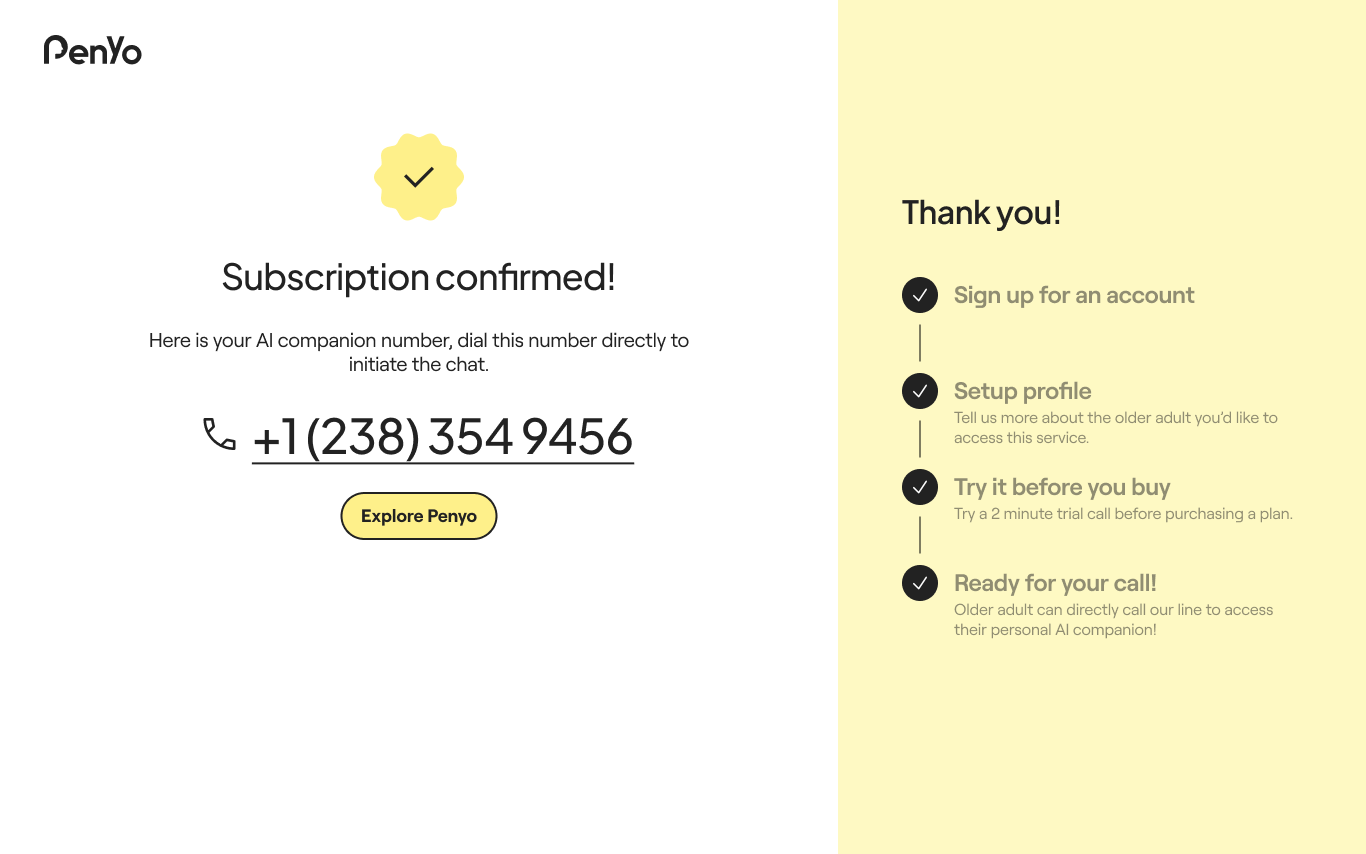 PenYo
Subscription confirmed!
Here is your AI companion number, dial this number directly to
initiate the chat.
+1 (238) 354 9456
Explore Penyo
Thank you!
Sign up for an account
Setup profile
Tell us more about the older adult you’d like to
access this service.
Try it before you buy
Try a 2 minute trial call before purchasing a plan.
Ready for your call!
Older adult can directly call our line to access
their personal AI companion!